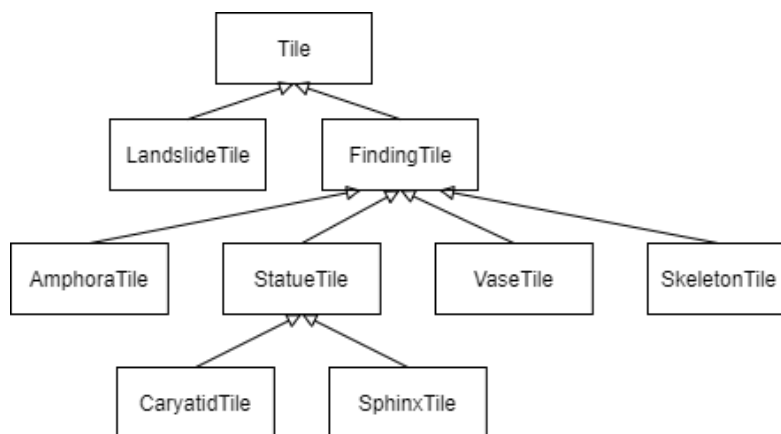 Tile
LandslideTile
FindingTile
AmphoraTile
StatueTile
VaseTile
SkeletonTile
CaryatidTile
SphinxTile